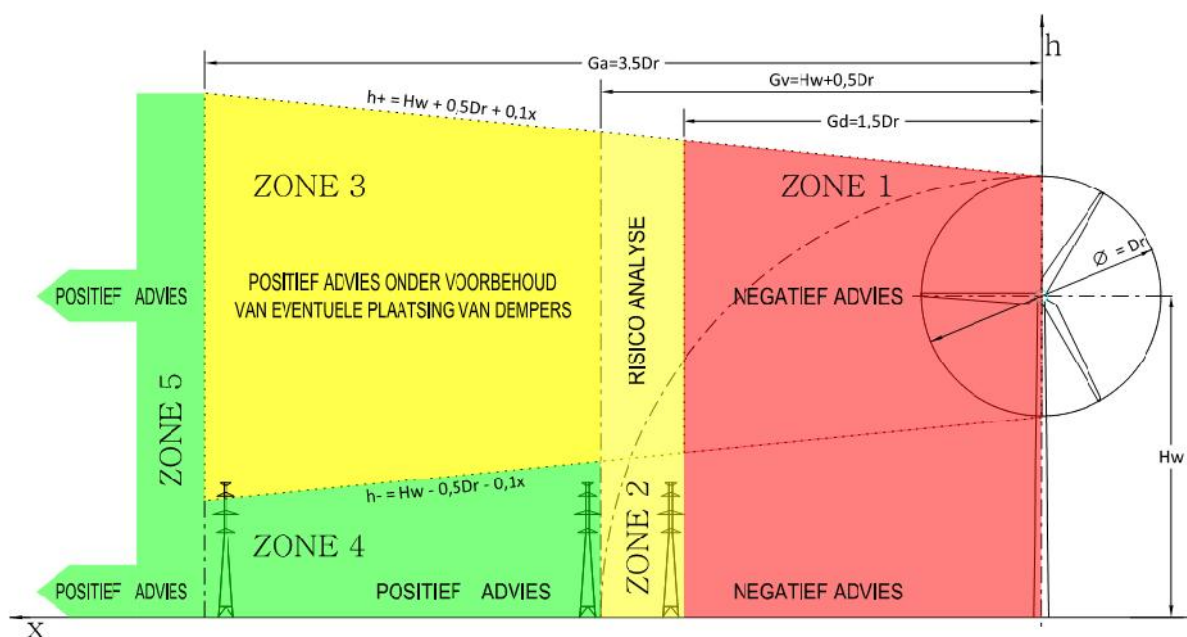 h
Ga=3,5Dr
Gv=Hw+0,5Dr
h+ = Hw + 0,5Dr + 0,1x
Gd=1,5Dr
ZONE 3
ZONE 1
Ø = Dr
POSITIEF ADVIES
POSITIEF ADVIES ONDER VOORBEHOUD
VAN EVENTUELE PLAATSING VAN DEMPERS
RISICO ANALYSE
NEGATIEF ADVIES
ZONE 5
Hw
h- = Hw - 0,5Dr - 0,1x
ZONE 4
ZONE 2
POSITIEF ADVIES
POSITIEF ADVIES
NEGATIEF ADVIES
x